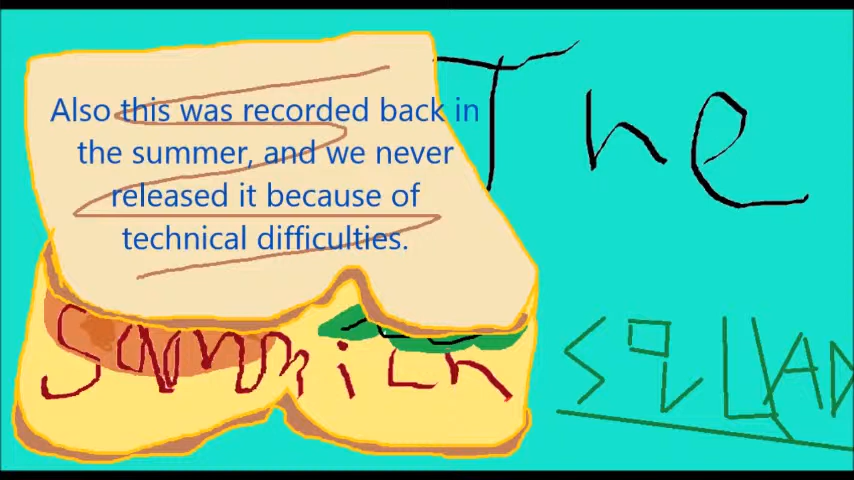 Also this was recorded back in
the summer, and we never
released it because of
technical difficulties.
The
SQUAD